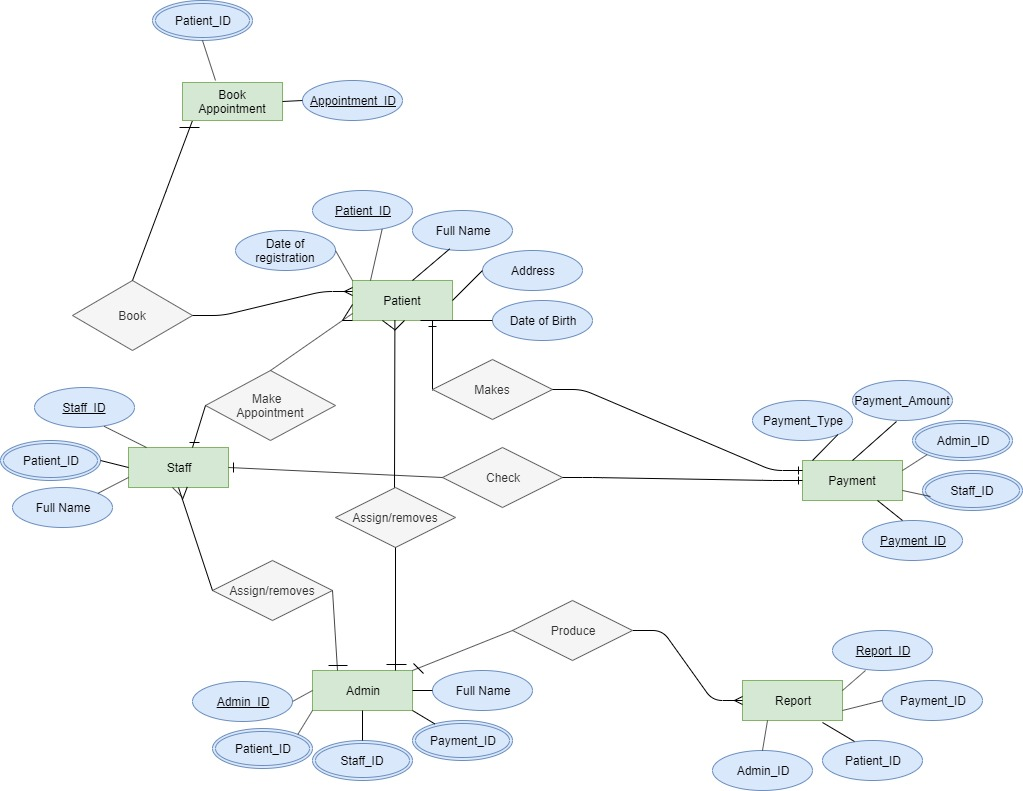 Patient_ID
Book
Appointment
Appointment_ID
Patient_ID
Full Name
Date of
registration
Address
Patient
Date of Birth
Book
Makes
Make
Appointment
Payment_Amount
Staff_ID
Payment_Type
Admin_ID
Patient_ID
Staff
Check
Payment
Staff_ID
Full Name
Assign/removes
Payment_ID
Assign/removes
Produce
Report_ID
Admin_ID
Admin
Full Name
Report
Payment_ID
Patient_ID
Staff_ID
Payment_ID
Admin_ID
Patient_ID